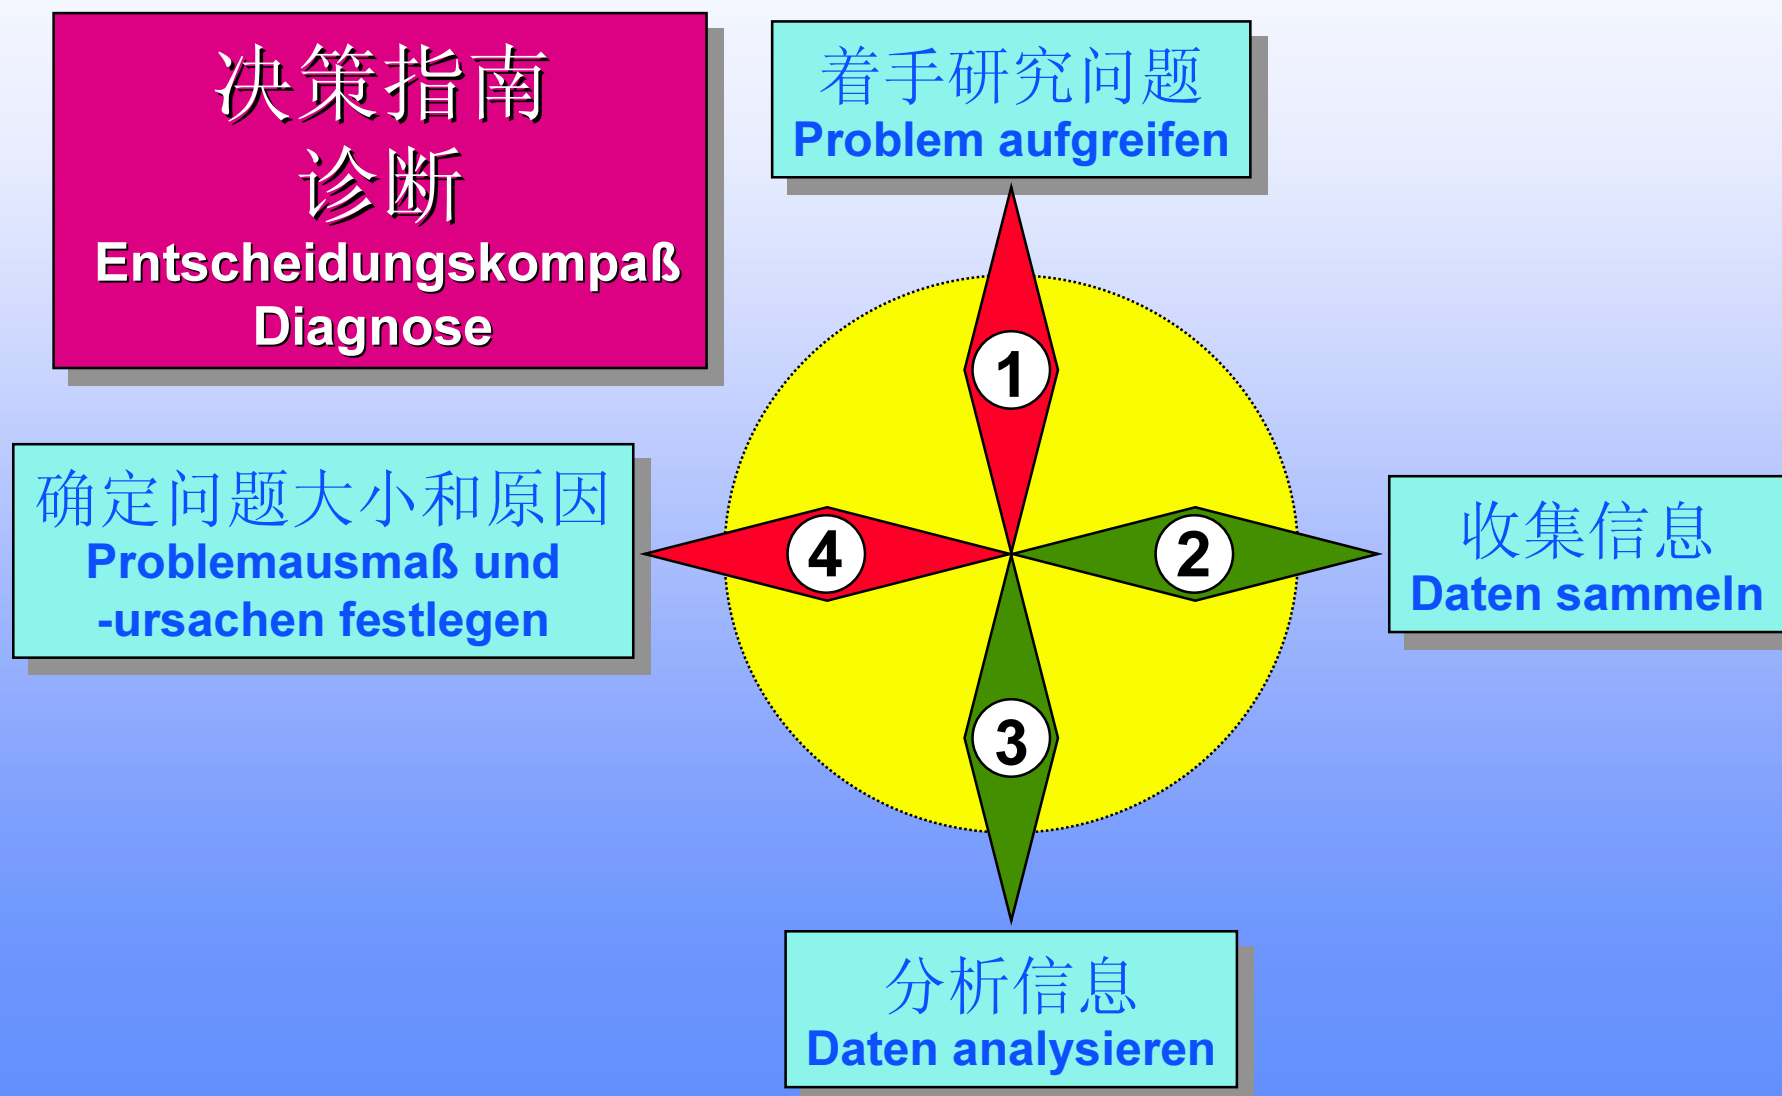 决策指南
诊断
Entscheidungskompaß
Diagnose
着手研究问题
Problem aufgreifen
1
确定问题大小和原因
Problemausmaß und
-ursachen festlegen
4
2
收集信息
Daten sammeln
3
分析信息
Daten analysieren